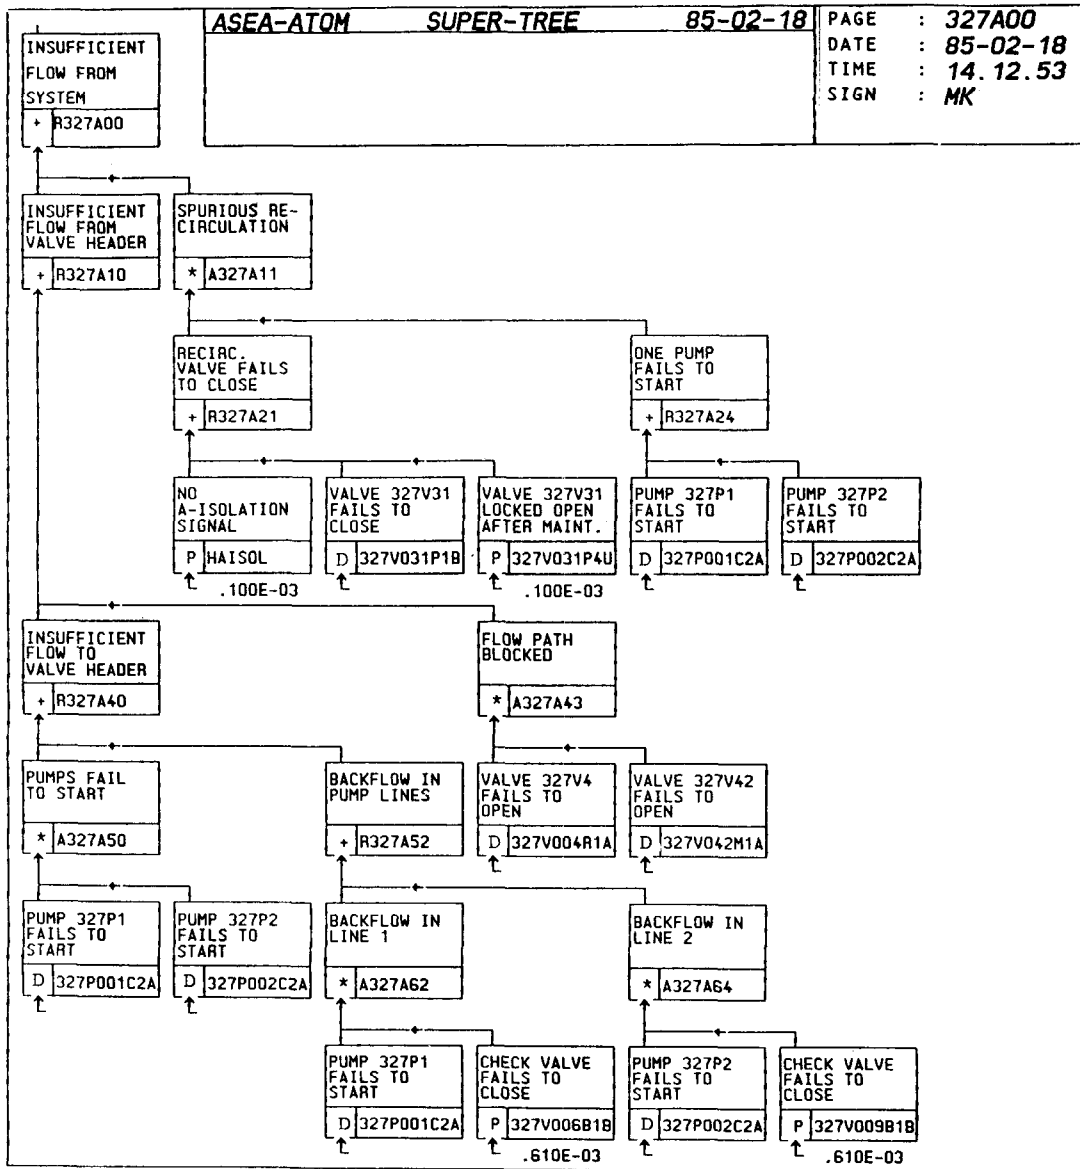 ASEA-ATOM SUPER-TREE 85-02-18
PAGE : 327A00
DATE : 85-02-18
TIME : 14.12.53
SIGN : MK
INSUFFICIENT
FLOW FROM
SYSTEM
+ R327A00
INSUFFICIENT
FLOW FROM
VALVE HEADER
+ R327A10
SPURIOUS RE-
CIRCULATION
* A327A11
RECIRC.
VALVE FAILS
TO CLOSE
+ R327A21
ONE PUMP
FAILS TO
START
+ R327A24
NO
A-ISOLATION
SIGNAL
P HAISOL
.100E-03
VALVE 327V31
FAILS TO
CLOSE
D 327V031P1B
VALVE 327V31
LOCKED OPEN
AFTER MAINT.
P 327V031P4U
.100E-03
PUMP 327P1
FAILS TO
START
D 327P001C2A
PUMP 327P2
FAILS TO
START
D 327P002C2A
INSUFFICIENT
FLOW TO
VALVE HEADER
+ R327A40
FLOW PATH
BLOCKED
* A327A43
PUMPS FAIL
TO START
* A327A50
BACKFLOW IN
PUMP LINES
+ R327A52
VALVE 327V4
FAILS TO
OPEN
D 327V004R1A
VALVE 327V42
FAILS TO
OPEN
D 327V042M1A
PUMP 327P1
FAILS TO
START
D 327P001C2A
PUMP 327P2
FAILS TO
START
D 327P002C2A
BACKFLOW IN
LINE 1
* A327A62
BACKFLOW IN
LINE 2
* A327A64
PUMP 327P1
FAILS TO
START
D 327P001C2A
CHECK VALVE
FAILS TO
CLOSE
P 327V006B1B
.610E-03
PUMP 327P2
FAILS TO
START
D 327P002C2A
CHECK VALVE
FAILS TO
CLOSE
P 327V009B1B
.610E-03